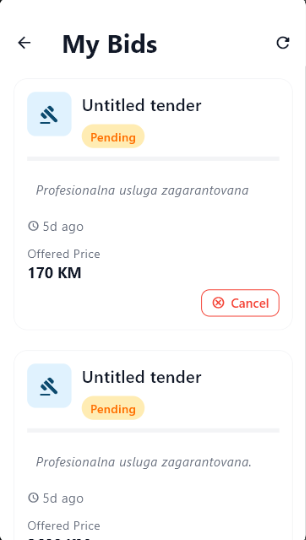 My Bids
Untitled tender
Pending
Profesionalna usluga zagarantovana
5d ago
Offered Price
170 KM
Cancel
Untitled tender
Pending
Profesionalna usluga zagarantovana.
5d ago
Offered Price